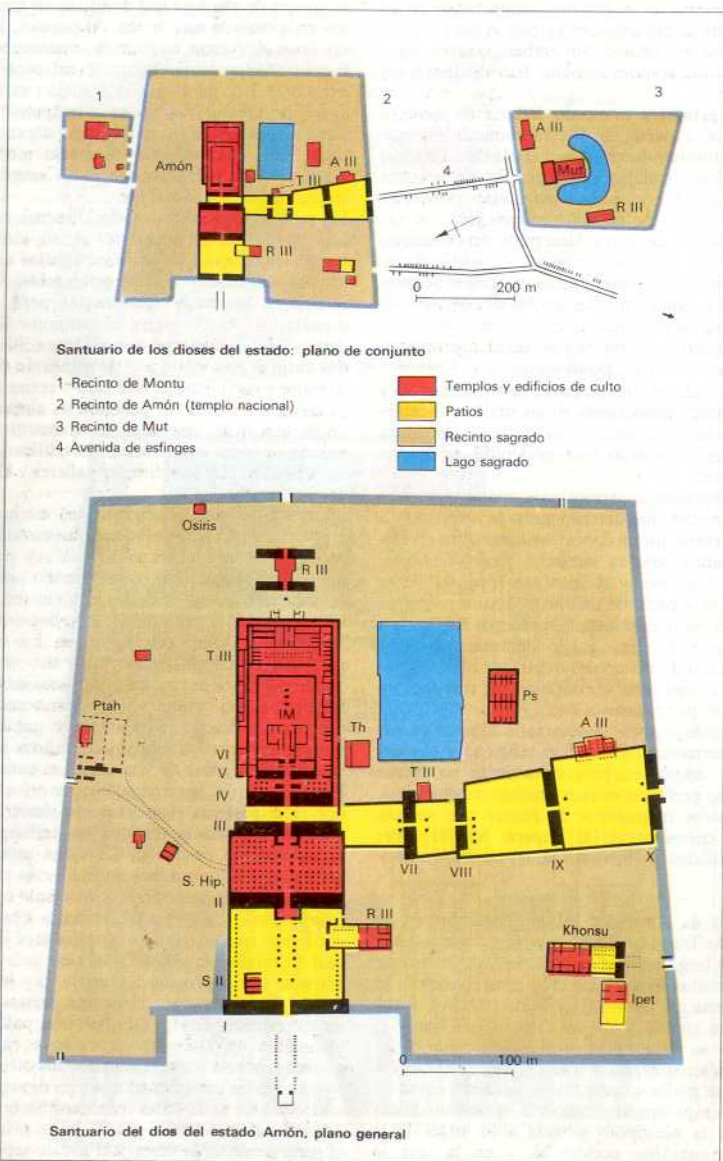 1
2
3
A III
Amón
A III
T III
4
Mut
R III
R III
0
200 m
Santuario de los dioses del estado: plano de conjunto
1 Recinto de Montu
2 Recinto de Amón (templo nacional)
3 Recinto de Mut
4 Avenida de esfinges
Templos y edificios de culto
Patios
Recinto sagrado
Lago sagrado
Osiris
R III
T III
Ps
Ptah
IM
Th
A III
VI
V
T III
IV
III
VII
VIII
IX
X
S. Hip.
II
R III
Khonsu
S II
Ipet
I
0
100 m
Santuario del dios del estado Amón, plano general